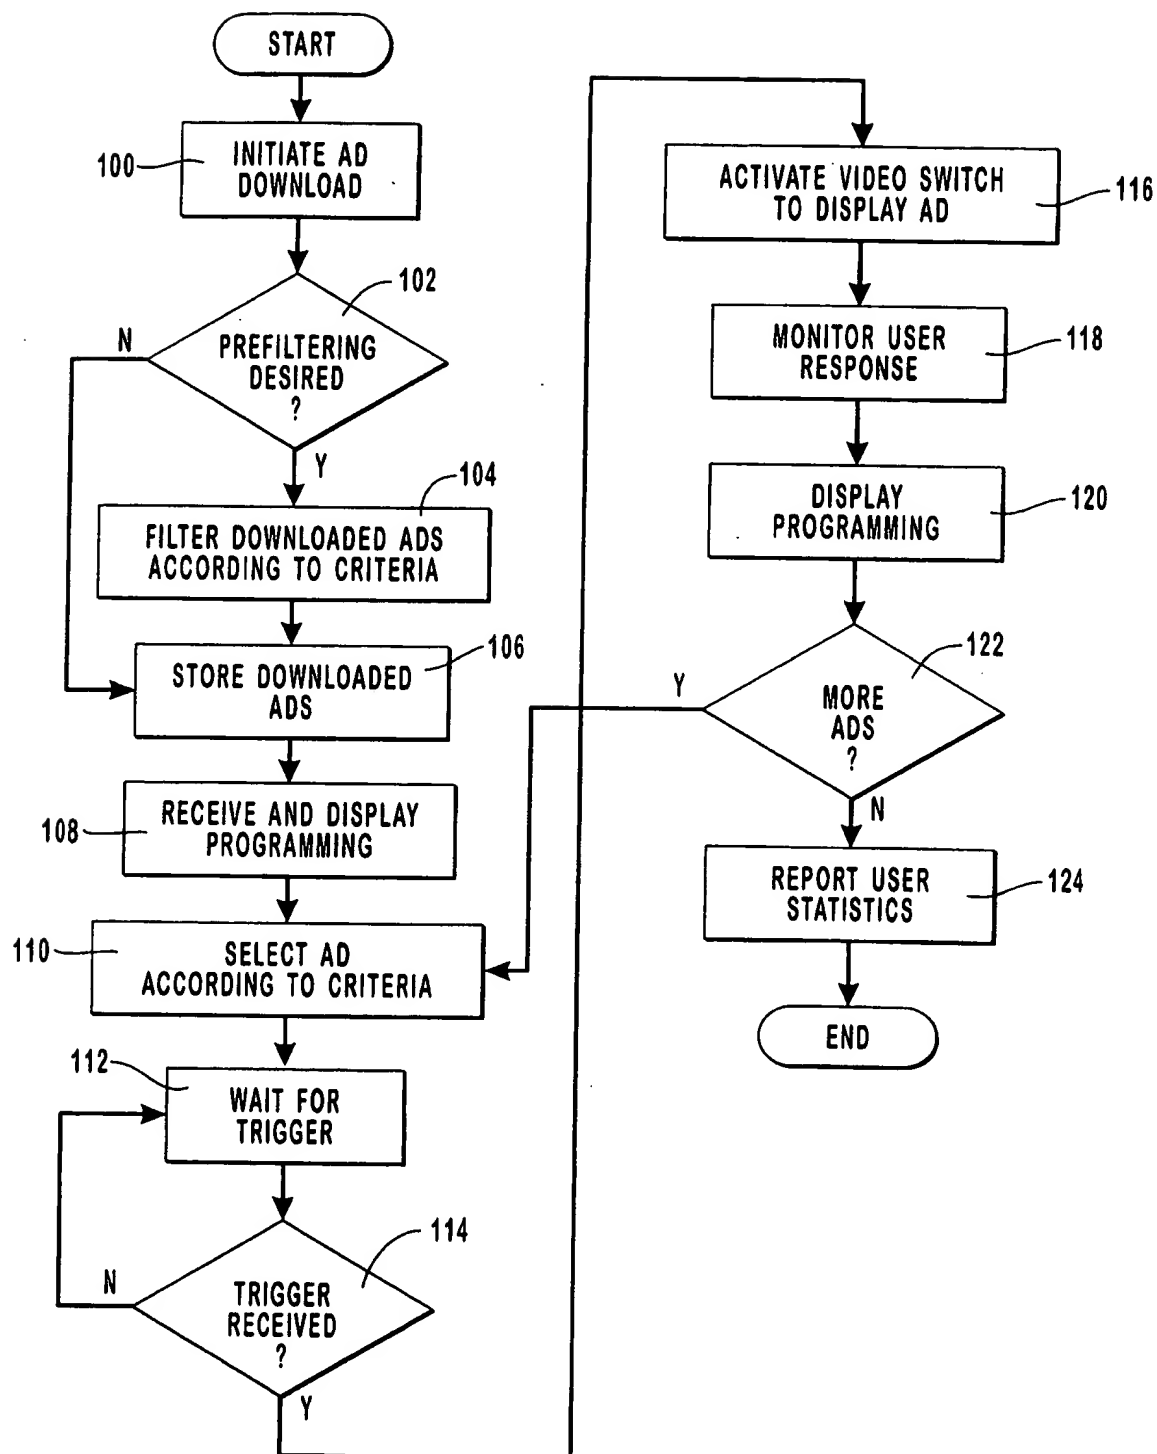 START
100
INITIATE AD
DOWNLOAD
102
N
PREFILTERING
DESIRED
?
Y
104
FILTER DOWNLOADED ADS
ACCORDING TO CRITERIA
106
STORE DOWNLOADED
ADS
108
RECEIVE AND DISPLAY
PROGRAMMING
110
SELECT AD
ACCORDING TO CRITERIA
112
WAIT FOR
TRIGGER
114
N
TRIGGER
RECEIVED
?
Y
ACTIVATE VIDEO SWITCH
TO DISPLAY AD
116
MONITOR USER
RESPONSE
118
DISPLAY
PROGRAMMING
120
122
Y
MORE
ADS
?
N
REPORT USER
STATISTICS
124
END